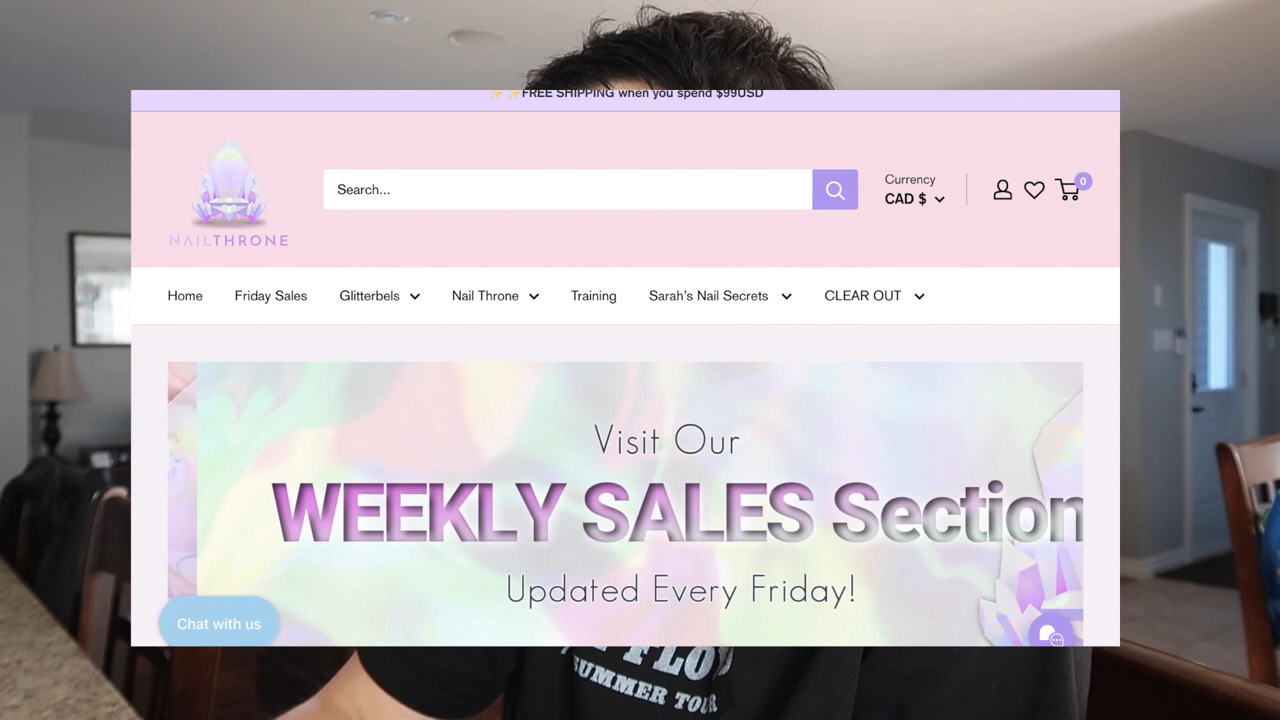 ✨ ✨FREE SHIPPING when you spend $99USD
NAILTHRONE
Search...
Currency
CAD $
0
Home
Friday Sales
Glitterbels
Nail Throne
Training
Sarah's Nail Secrets
CLEAR OUT
Visit Our
WEEKLY SALES Section
Updated Every Friday!
Chat with us
SUMMER TOUR